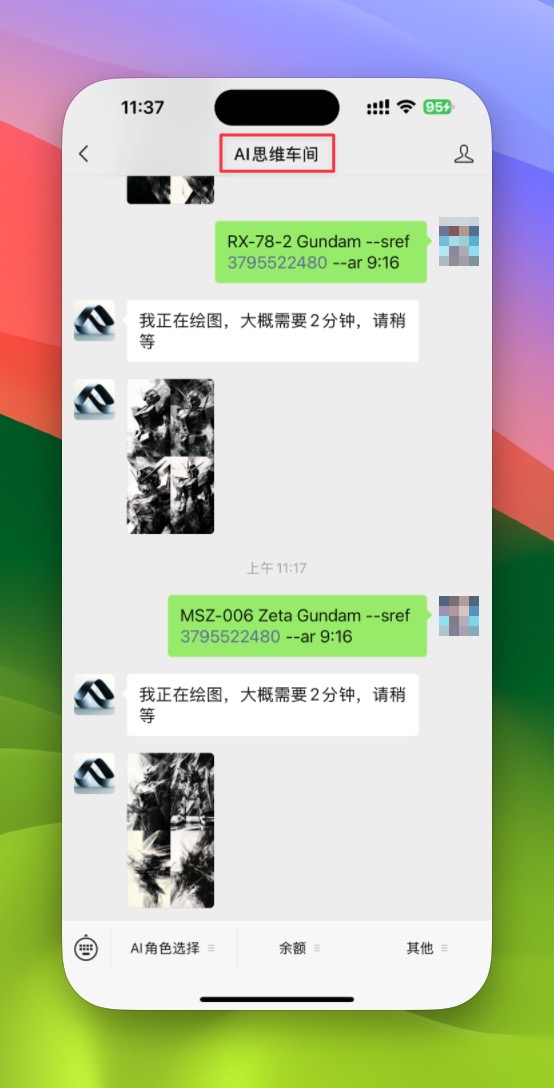 11:37
95
AI思维车间
RX-78-2 Gundam --sref
3795522480 --ar 9:16
我正在绘图，大概需要2分钟，请稍
等
上午11:17
MSZ-006 Zeta Gundam --sref
3795522480 --ar 9:16
我正在绘图，大概需要2分钟，请稍
等
AI角色选择
余额
其他